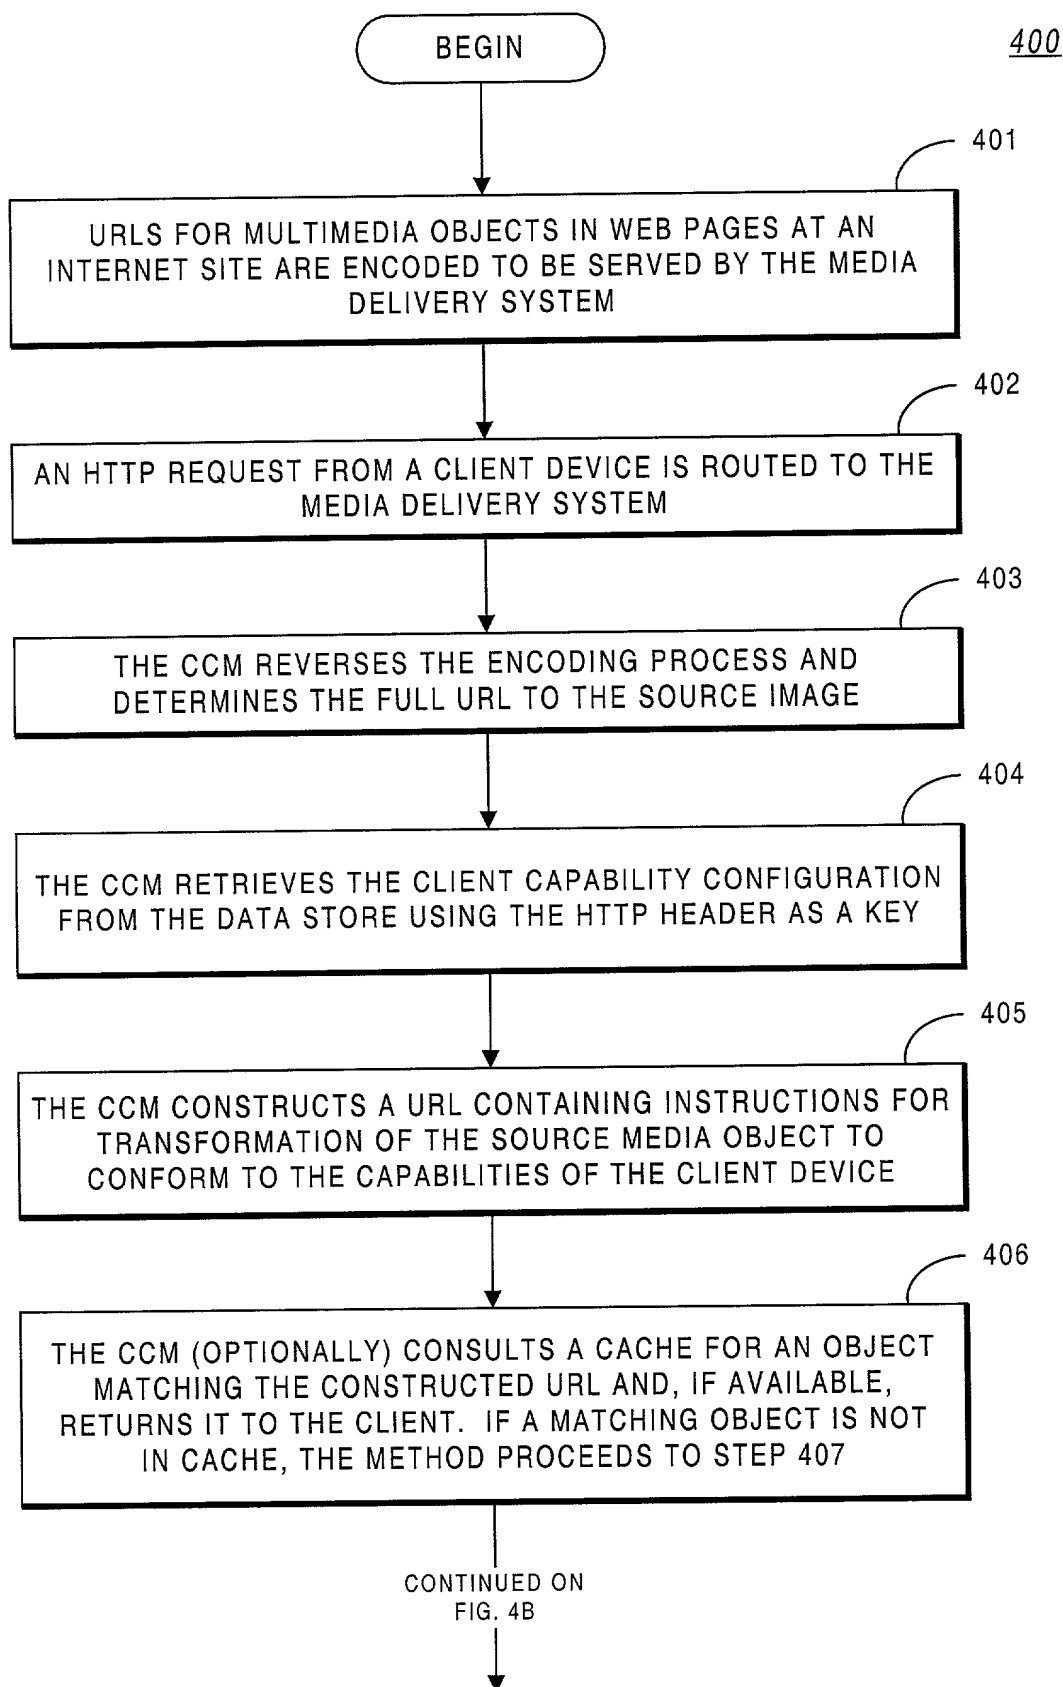 BEGIN
400
401
URLS FOR MULTIMEDIA OBJECTS IN WEB PAGES AT AN
INTERNET SITE ARE ENCODED TO BE SERVED BY THE MEDIA
DELIVERY SYSTEM
402
AN HTTP REQUEST FROM A CLIENT DEVICE IS ROUTED TO THE
MEDIA DELIVERY SYSTEM
403
THE CCM REVERSES THE ENCODING PROCESS AND
DETERMINES THE FULL URL TO THE SOURCE IMAGE
404
THE CCM RETRIEVES THE CLIENT CAPABILITY CONFIGURATION
FROM THE DATA STORE USING THE HTTP HEADER AS A KEY
405
THE CCM CONSTRUCTS A URL CONTAINING INSTRUCTIONS FOR
TRANSFORMATION OF THE SOURCE MEDIA OBJECT TO
CONFORM TO THE CAPABILITIES OF THE CLIENT DEVICE
406
THE CCM (OPTIONALLY) CONSULTS A CACHE FOR AN OBJECT
MATCHING THE CONSTRUCTED URL AND, IF AVAILABLE,
RETURNS IT TO THE CLIENT. IF A MATCHING OBJECT IS NOT
IN CACHE, THE METHOD PROCEEDS TO STEP 407
CONTINUED ON
FIG. 4B